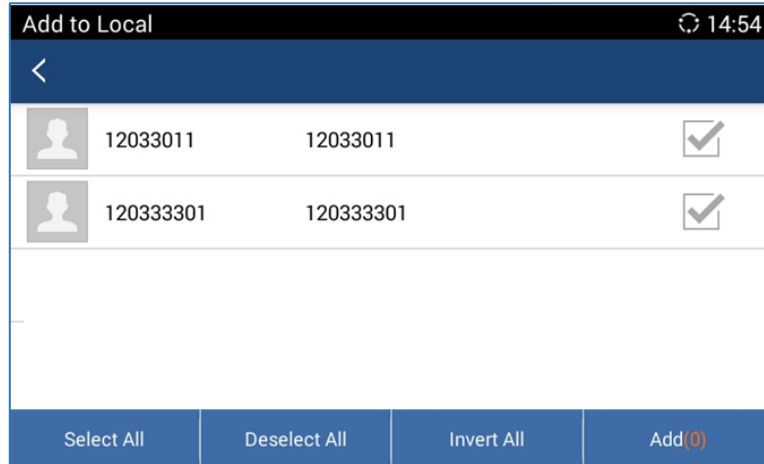 Add to Local 14:54
12033011 12033011
120333301 120333301
Select All Deselect All Invert All Add(0)